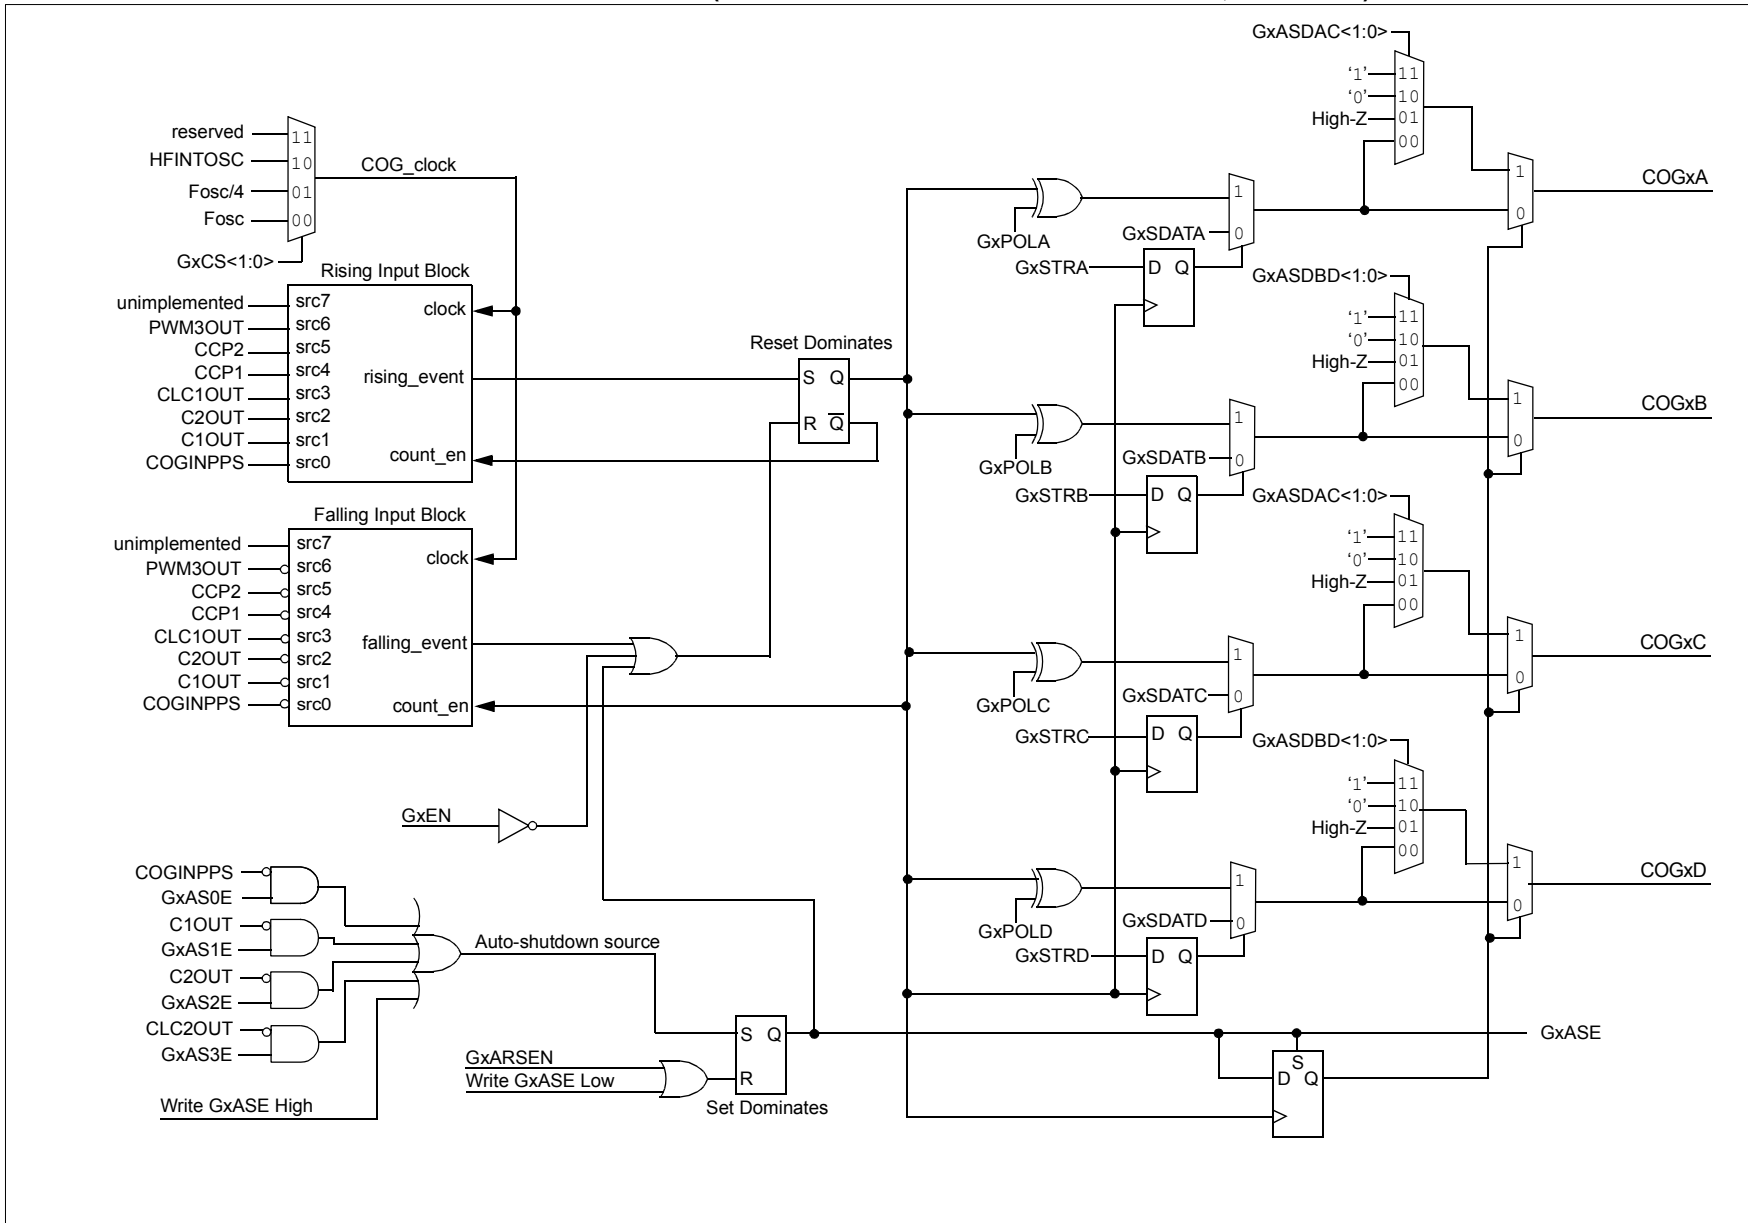 GxASDAC<1:0>
‘1’ 11
‘0’ 10
High-Z 01
00
1
0
COGxA
reserved 11
HFINTOSC 10
Fosc/4 01
Fosc 00
GxCS<1:0>
COG_clock
Rising Input Block
unimplemented src7
PWM3OUT src6
CCP2 src5
CCP1 src4
CLC1OUT src3
C2OUT src2
C1OUT src1
COGINPPS src0
clock
rising_event
count_en
Falling Input Block
unimplemented src7
PWM3OUT src6
CCP2 src5
CCP1 src4
CLC1OUT src3
C2OUT src2
C1OUT src1
COGINPPS src0
clock
falling_event
count_en
Reset Dominates
S Q
R Q
GxPOLA
GxSDATA
1
0
GxSTRA
D Q
GxASDBD<1:0>
‘1’ 11
‘0’ 10
High-Z 01
00
1
0
COGxB
GxPOLB
GxSDATB
1
0
GxSTRB
D Q
GxASDAC<1:0>
‘1’ 11
‘0’ 10
High-Z 01
00
1
0
COGxC
GxPOLC
GxSDATC
1
0
GxSTRC
D Q
GxASDBD<1:0>
‘1’ 11
‘0’ 10
High-Z 01
00
1
0
COGxD
GxPOLD
GxSDATD
1
0
GxSTRD
D Q
GxEN
COGINPPS
GxAS0E
C1OUT
GxAS1E
C2OUT
GxAS2E
CLC2OUT
GxAS3E
Write GxASE High
Auto-shutdown source
GxARSEN
Write GxASE Low
S Q
R
Set Dominates
GxASE
S
D Q